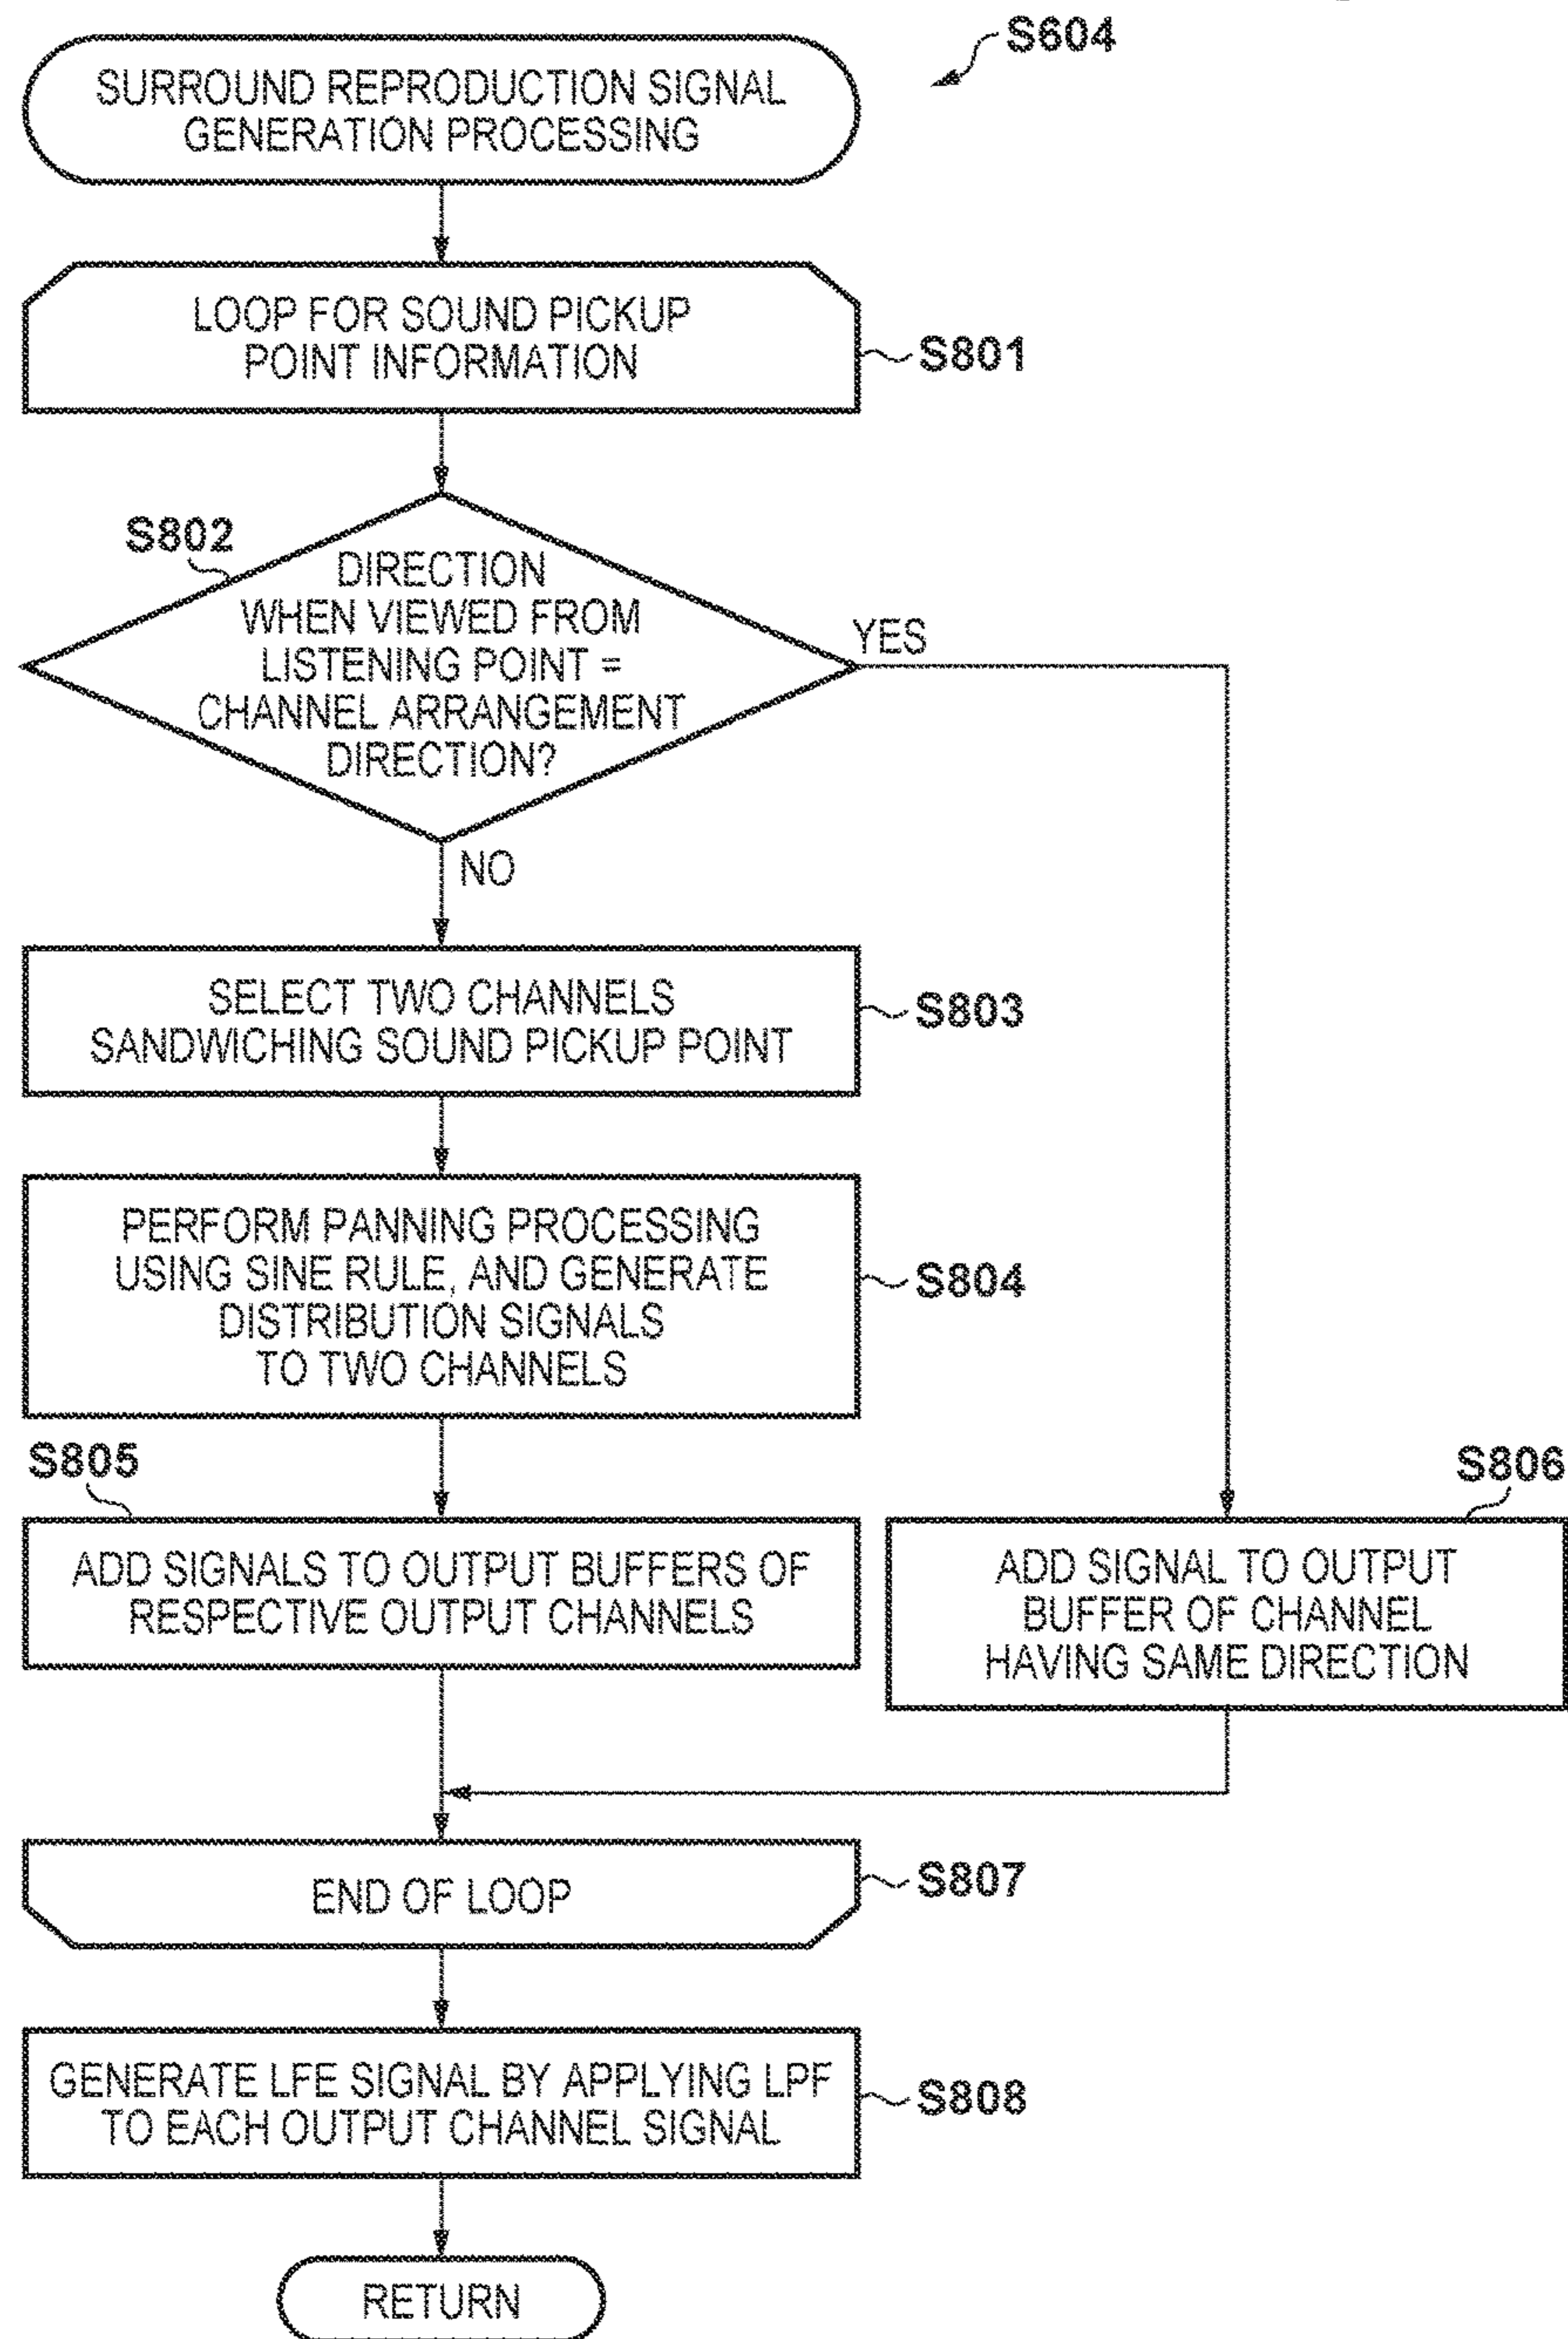 S604
SURROUND REPRODUCTION SIGNAL
GENERATION PROCESSING
LOOP FOR SOUND PICKUP
POINT INFORMATION
S801
S802
DIRECTION
WHEN VIEWED FROM
LISTENING POINT =
CHANNEL ARRANGEMENT
DIRECTION?
YES
NO
SELECT TWO CHANNELS
SANDWICHING SOUND PICKUP POINT
S803
PERFORM PANNING PROCESSING
USING SINE RULE, AND GENERATE
DISTRIBUTION SIGNALS
TO TWO CHANNELS
S804
S805
ADD SIGNALS TO OUTPUT BUFFERS OF
RESPECTIVE OUTPUT CHANNELS
S806
ADD SIGNAL TO OUTPUT
BUFFER OF CHANNEL
HAVING SAME DIRECTION
END OF LOOP
S807
GENERATE LFE SIGNAL BY APPLYING LPF
TO EACH OUTPUT CHANNEL SIGNAL
S808
RETURN